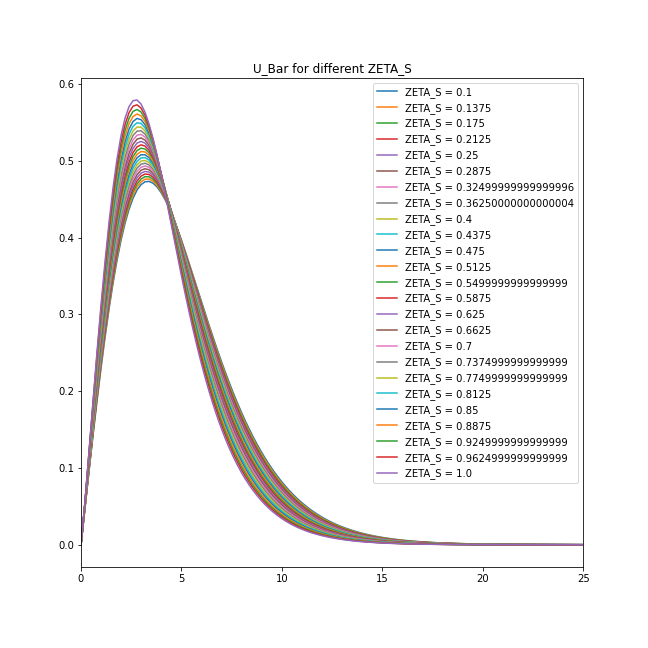 U_Bar for different ZETA_S
0.6
0.5
0.4
0.3
0.2
0.1
0.0
0
5
10
15
20
25
ZETA_S = 0.1
ZETA_S = 0.1375
ZETA_S = 0.175
ZETA_S = 0.2125
ZETA_S = 0.25
ZETA_S = 0.2875
ZETA_S = 0.32499999999999996
ZETA_S = 0.36250000000000004
ZETA_S = 0.4
ZETA_S = 0.4375
ZETA_S = 0.475
ZETA_S = 0.5125
ZETA_S = 0.5499999999999999
ZETA_S = 0.5875
ZETA_S = 0.625
ZETA_S = 0.6625
ZETA_S = 0.7
ZETA_S = 0.7374999999999999
ZETA_S = 0.7749999999999999
ZETA_S = 0.8125
ZETA_S = 0.85
ZETA_S = 0.8875
ZETA_S = 0.9249999999999999
ZETA_S = 0.9624999999999999
ZETA_S = 1.0